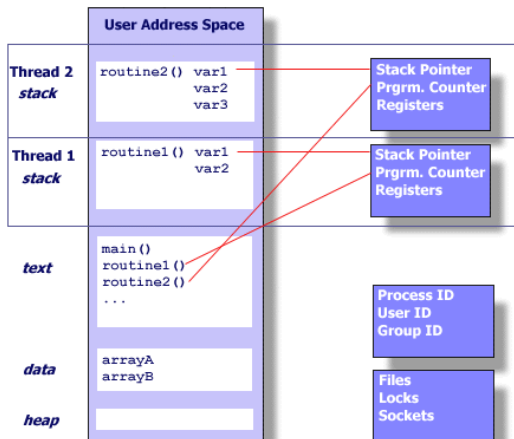 User Address Space
Thread 2
stack
routine2() var1
var2
var3
Stack Pointer
Prgrm. Counter
Registers
Thread 1
stack
routine1() var1
var2
Stack Pointer
Prgrm. Counter
Registers
text
main()
routine1()
routine2()
...
Process ID
User ID
Group ID
data
arrayA
arrayB
Files
Locks
Sockets
heap